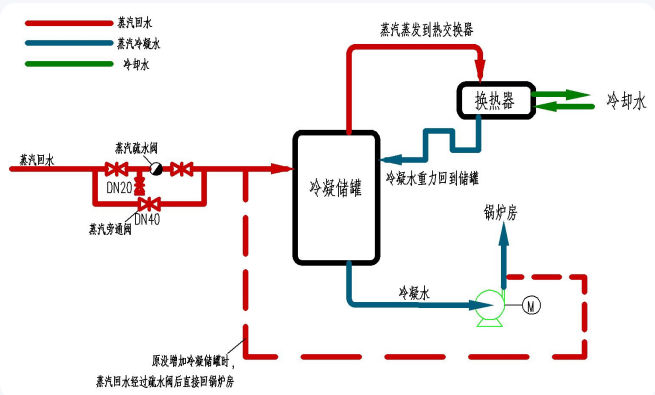 蒸汽回水
蒸汽冷凝水
冷却水
蒸汽蒸发到热交换器
换热器
冷却水
蒸汽疏水阀
蒸汽回水
DN20
DN40
蒸汽旁通阀
冷凝储罐
冷凝水重力回到储罐
锅炉房
冷凝水
M
原没增加冷凝储罐时，
蒸汽回水经过疏水阀后直接回锅炉房